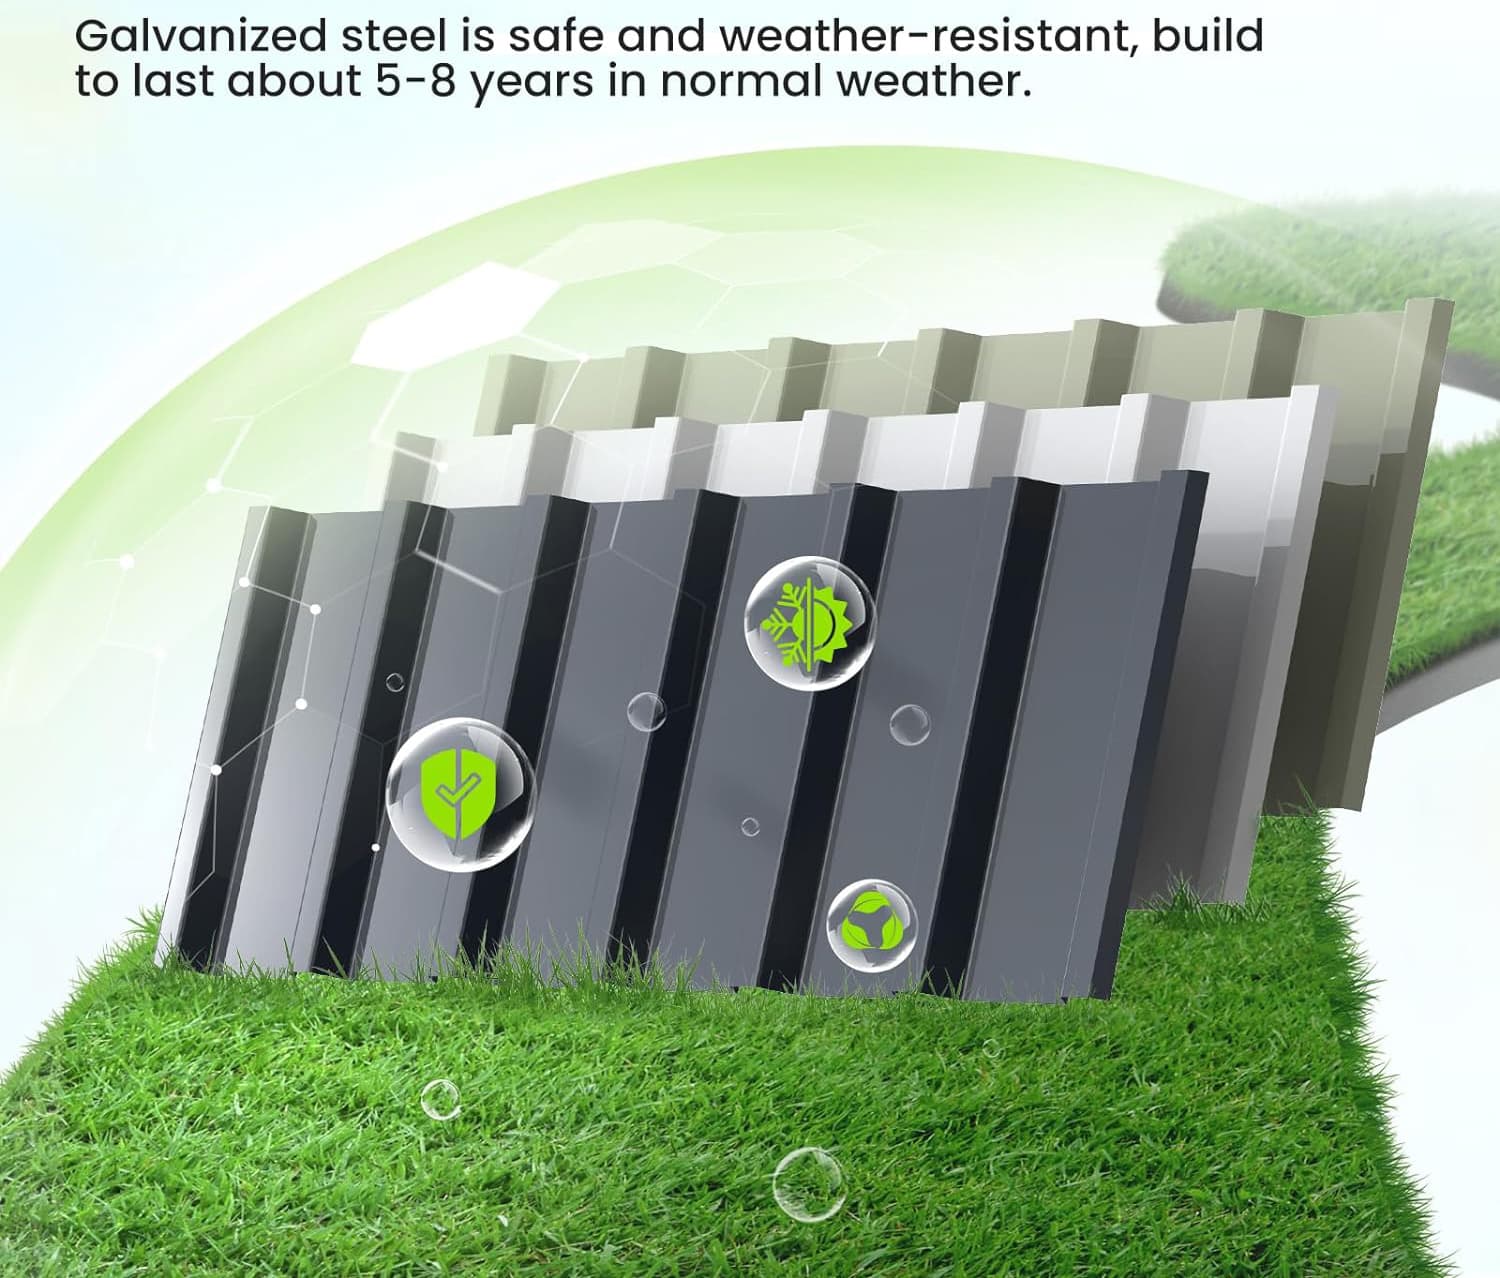 Galvanized steel is safe and weather-resistant, build
to last about 5-8 years in normal weather.